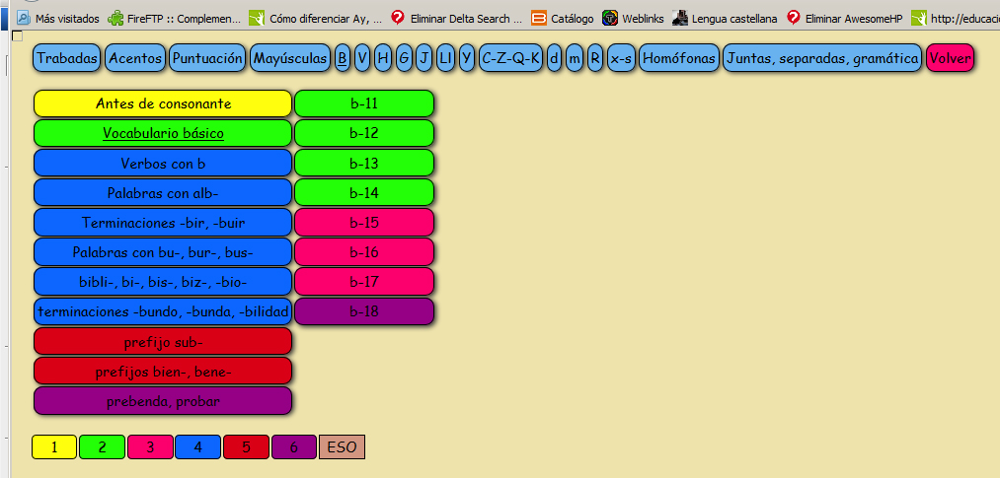 Más visitados FireFTP :: Complemen... Cómo diferenciar Ay, ... Eliminar Delta Search ... Catálogo Weblinks Lengua castellana Eliminar AwesomeHP http://educaci
Trabadas Acentos Puntuación Mayúsculas B V H G J Ll Y C-Z-Q-K d m R x-s Homófonas Juntas, separadas, gramática Volver
Antes de consonante b-11
Vocabulario básico b-12
Verbos con b b-13
Palabras con alb- b-14
Terminaciones -bir, -buir b-15
Palabras con bu-, bur-, bus- b-16
bibli-, bi-, bis-, biz-, -bio- b-17
terminaciones -bundo, -bunda, -bilidad b-18
prefijo sub-
prefijos bien-, bene-
prebenda, probar
1 2 3 4 5 6 ESO